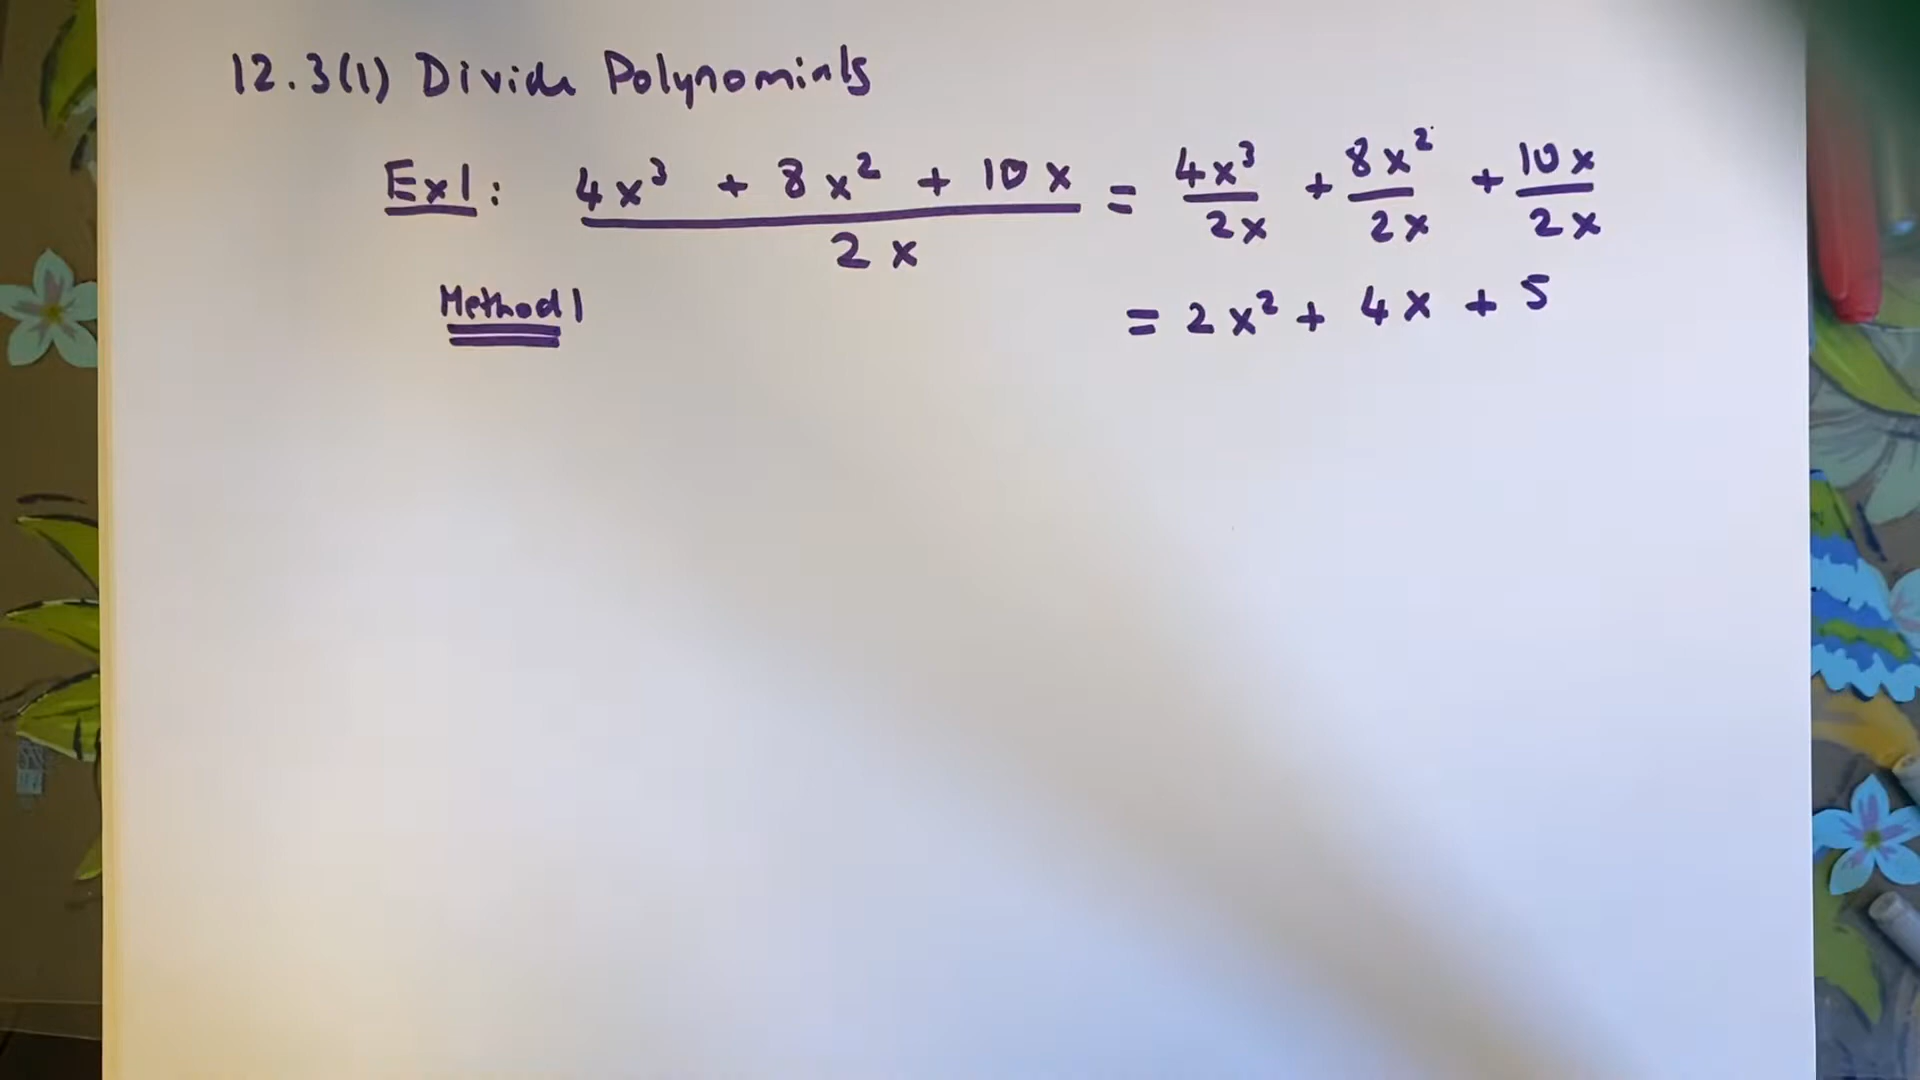 12.3(1) Divide Polynomials
Ex1: (4x³ + 8x² + 10x)/(2x) = 4x³/2x + 8x²/2x + 10x/2x
Method 1
= 2x² + 4x + 5